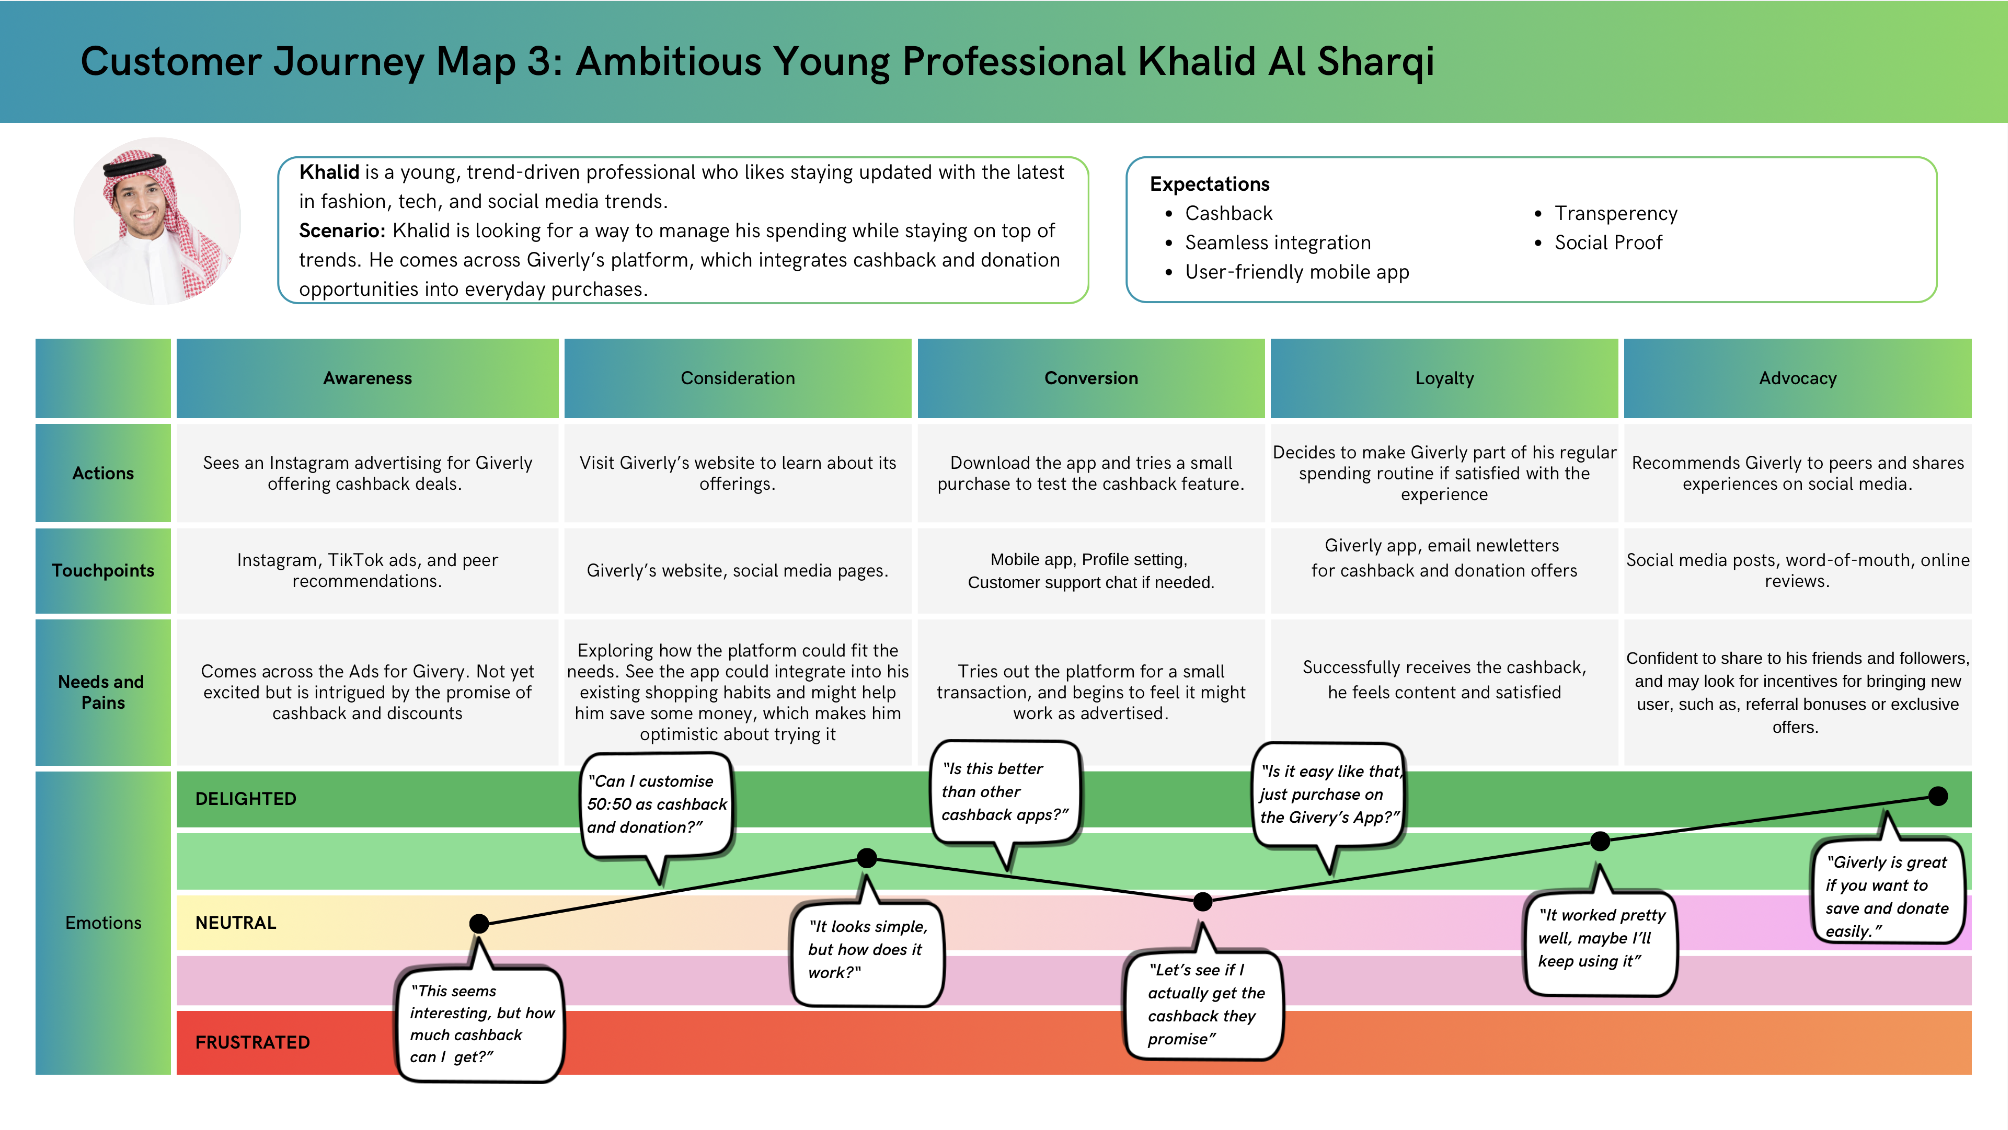 Customer Journey Map 3: Ambitious Young Professional Khalid Al Sharqi
Khalid is a young, trend-driven professional who likes staying updated with the latest
in fashion, tech, and social media trends.
Scenario: Khalid is looking for a way to manage his spending while staying on top of
trends. He comes across Giverly's platform, which integrates cashback and donation
opportunities into everyday purchases.
Expectations
• Cashback
• Seamless integration
• User-friendly mobile app
• Transperency
• Social Proof
Awareness
Consideration
Conversion
Loyalty
Advocacy
Actions
Sees an Instagram advertising for Giverly
offering cashback deals.
Visit Giverly's website to learn about its
offerings.
Download the app and tries a small
purchase to test the cashback feature.
Decides to make Giverly part of his regular
spending routine if satisfied with the
experience
Recommends Giverly to peers and shares
experiences on social media.
Touchpoints
Instagram, TikTok ads, and peer
recommendations.
Giverly's website, social media pages.
Mobile app, Profile setting,
Customer support chat if needed.
Giverly app, email newletters
for cashback and donation offers
Social media posts, word-of-mouth, online
reviews.
Needs and
Pains
Comes across the Ads for Givery. Not yet
excited but is intrigued by the promise of
cashback and discounts
Exploring how the platform could fit the
needs. See the app could integrate into his
existing shopping habits and might help
him save some money, which makes him
optimistic about trying it
Tries out the platform for a small
transaction, and begins to feel it might
work as advertised.
Successfully receives the cashback,
he feels content and satisfied
Confident to share to his friends and followers,
and may look for incentives for bringing new
user, such as, referral bonuses or exclusive
offers.
Emotions
DELIGHTED
NEUTRAL
FRUSTRATED
"This seems
interesting, but how
much cashback
can I get?"
"Can I customise
50:50 as cashback
and donation?"
"It looks simple,
but how does it
work?"
"Is this better
than other
cashback apps?"
"Let's see if I
actually get the
cashback they
promise"
"Is it easy like that,
just purchase on
the Givery's App?"
"It worked pretty
well, maybe I'll
keep using it"
"Giverly is great
if you want to
save and donate
easily."